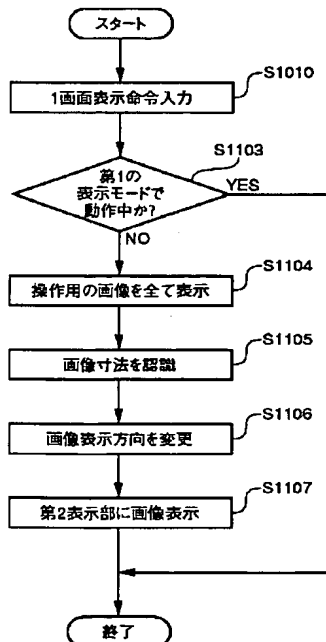 スタート
S1010
1画面表示命令入力
S1103
第1の
表示モードで
動作中か?
YES
NO
S1104
操作用の画像を全て表示
S1105
画像寸法を認識
S1106
画像表示方向を変更
S1107
第2表示部に画像表示
終了